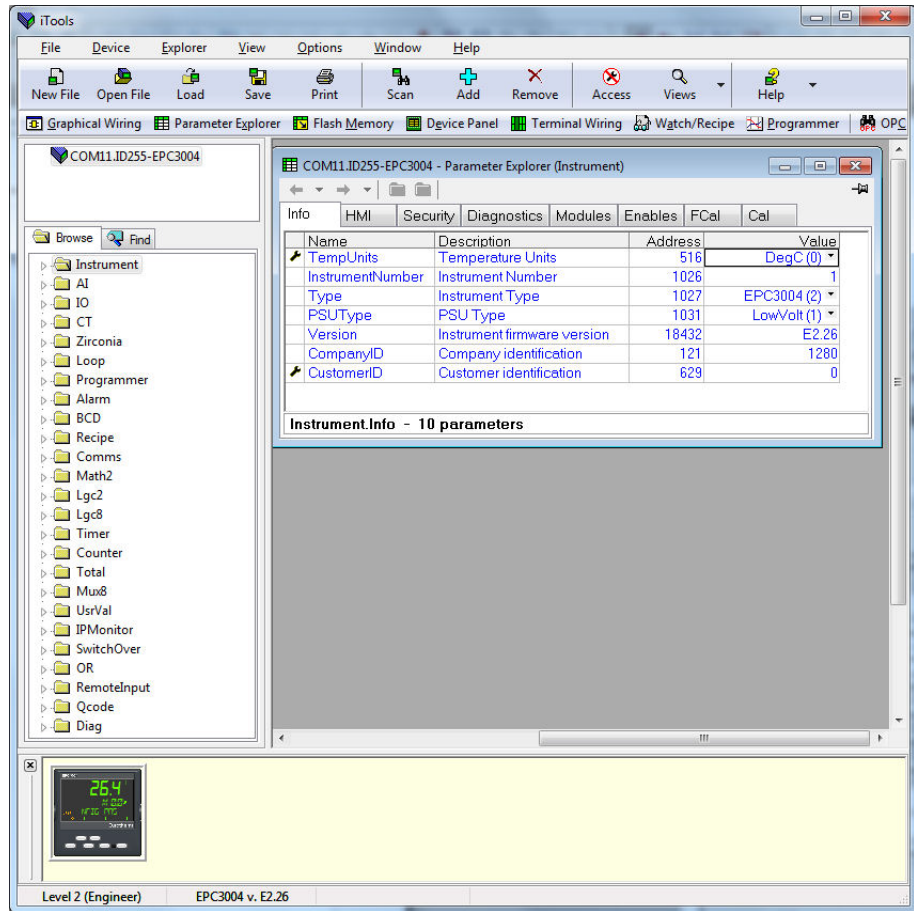 iTools
File Device Explorer View Options Window Help
New File Open File Load Save Print Scan Add Remove Access Views Help
Graphical Wiring Parameter Explorer Flash Memory Device Panel Terminal Wiring Watch/Recipe Programmer OPC
COM11.ID255-EPC3004
Browse Find
Instrument
AI
IO
CT
Zirconia
Loop
Programmer
Alarm
BCD
Recipe
Comms
Math2
Lgc2
Lgc8
Timer
Counter
Total
Mux8
UsrVal
IPMonitor
SwitchOver
OR
RemoteInput
Qcode
Diag
COM11.ID255-EPC3004 - Parameter Explorer (Instrument)
Info HMI Security Diagnostics Modules Enables FCal Cal
Name Description Address Value
TempUnits Temperature Units 516 DegC (0)
InstrumentNumber Instrument Number 1026 1
Type Instrument Type 1027 EPC3004 (2)
PSUType PSU Type 1031 LowVolt (1)
Version Instrument firmware version 18432 E2.26
CompanyID Company identification 121 1280
CustomerID Customer identification 629 0
Instrument.Info - 10 parameters
26.4
Level 2 (Engineer) EPC3004 v. E2.26